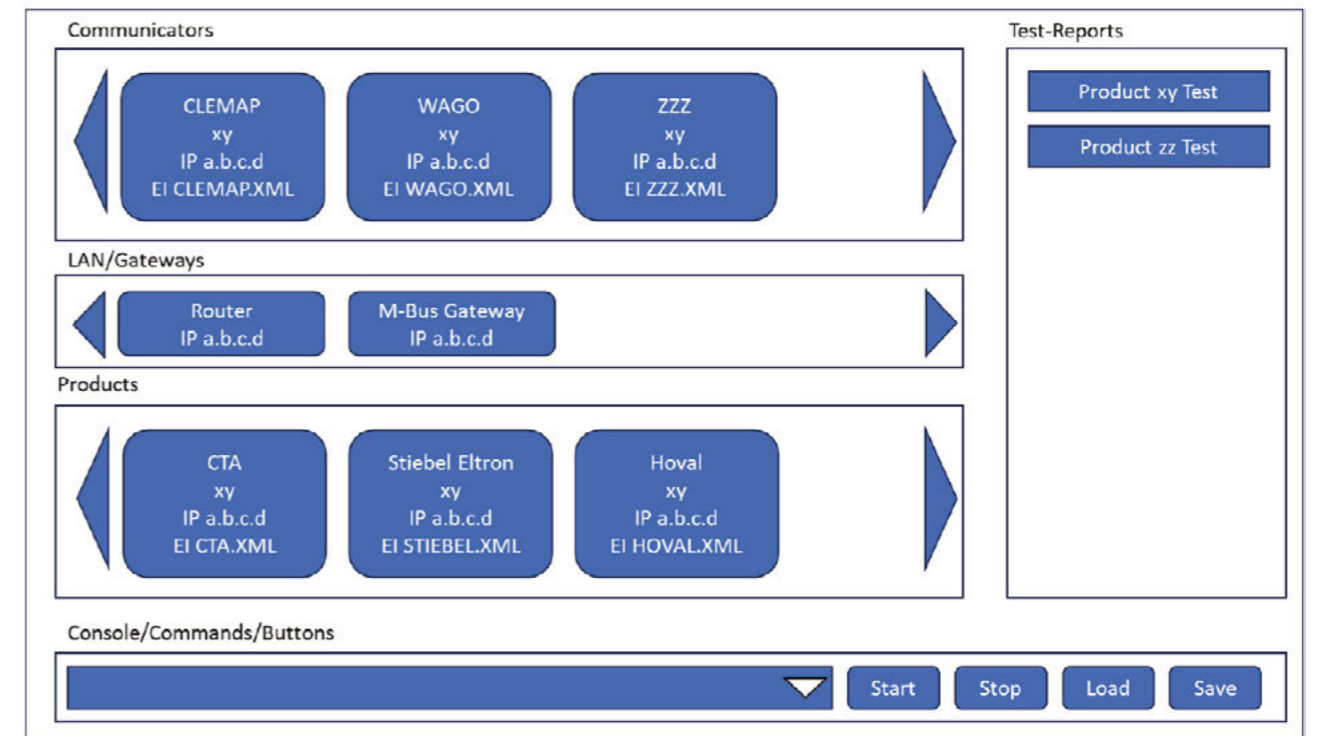 Communicators
CLEMAP
xy
IP a.b.c.d
EI CLEMAP.XML
WAGO
xy
IP a.b.c.d
EI WAGO.XML
ZZZ
xy
IP a.b.c.d
EI ZZZ.XML
Test-Reports
Product xy Test
Product zz Test
LAN/Gateways
Router
IP a.b.c.d
M-Bus Gateway
IP a.b.c.d
Products
CTA
xy
IP a.b.c.d
EI CTA.XML
Stiebel Eltron
xy
IP a.b.c.d
EI STIEBEL.XML
Hoval
xy
IP a.b.c.d
EI HOVAL.XML
Console/Commands/Buttons
Start
Stop
Load
Save